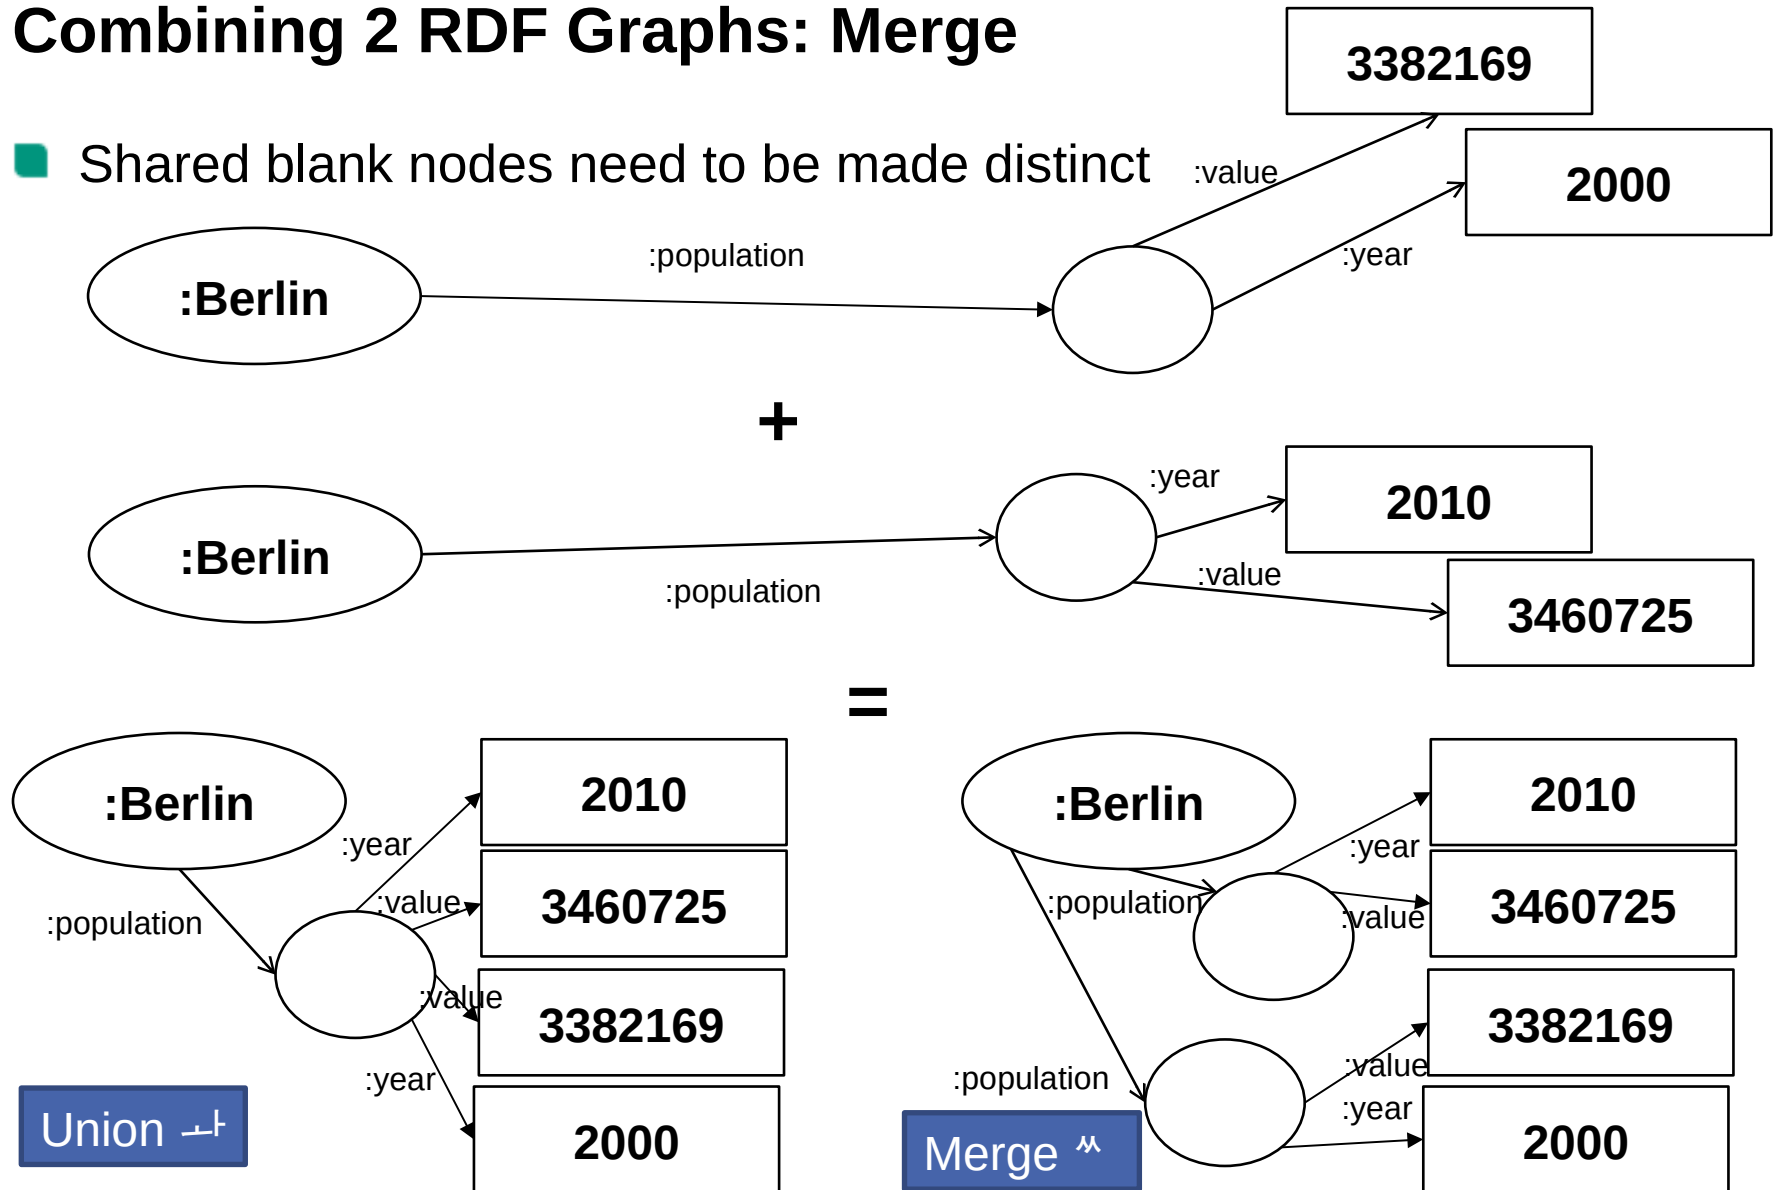 Combining 2 RDF Graphs: Merge
3382169
Shared blank nodes need to be made distinct
:value
2000
:population
:year
:Berlin
+
:year
2010
:Berlin
:value
:population
3460725
=
:Berlin
2010
:year
:value
3460725
:population
:value
3382169
:year
Union
2000
:Berlin
2010
:year
:population
:value
3460725
3382169
:value
:population
:year
Merge
2000